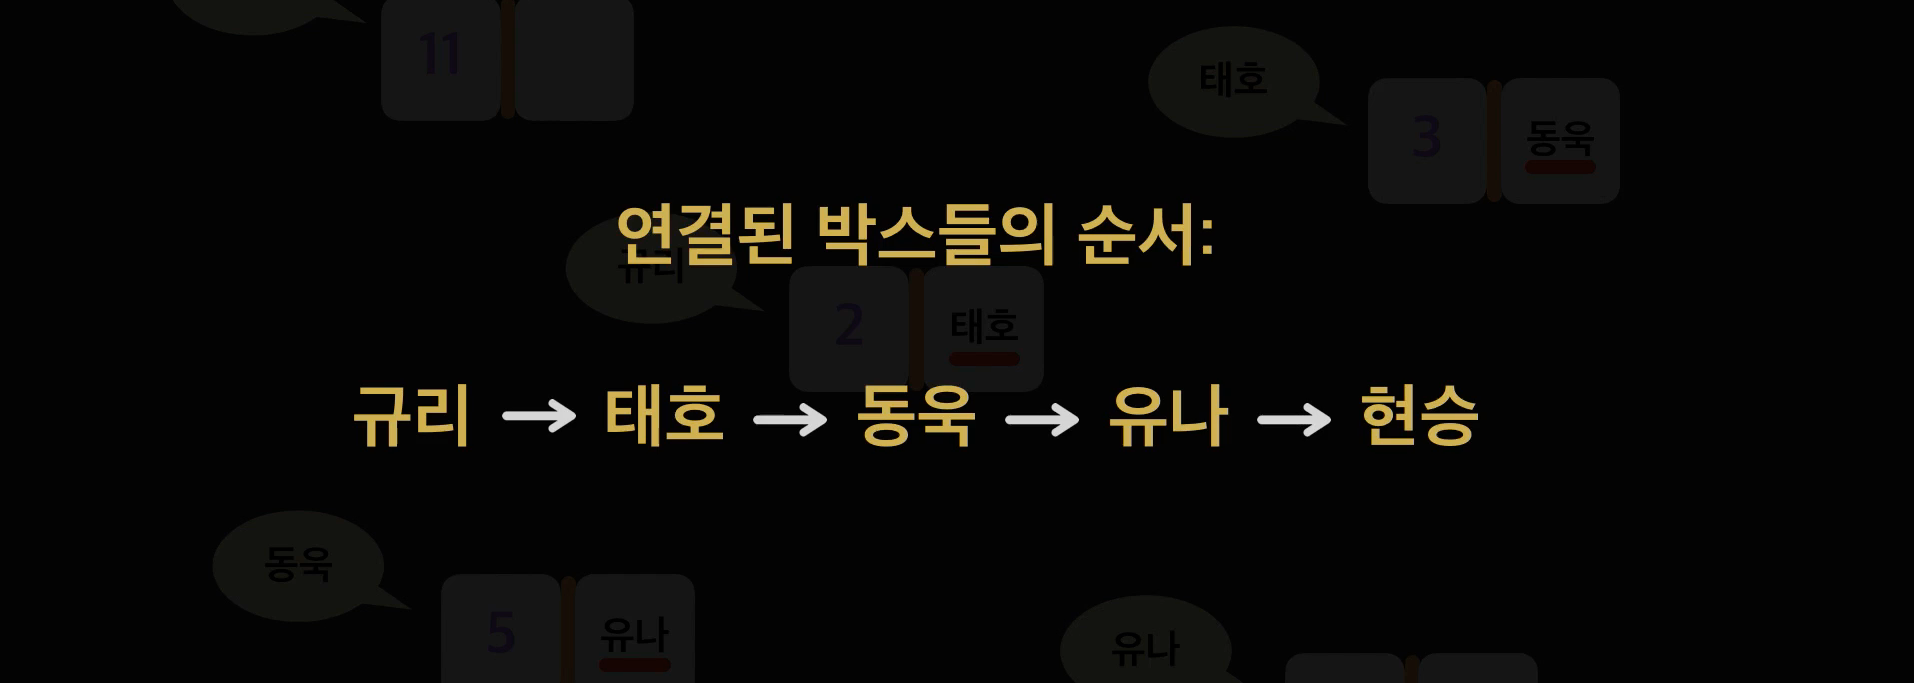 11
태호
3 동욱
연결된 박스들의 순서:
규리
2 태호
규리 → 태호 → 동욱 → 유나 → 현승
동욱
5 유나
유나